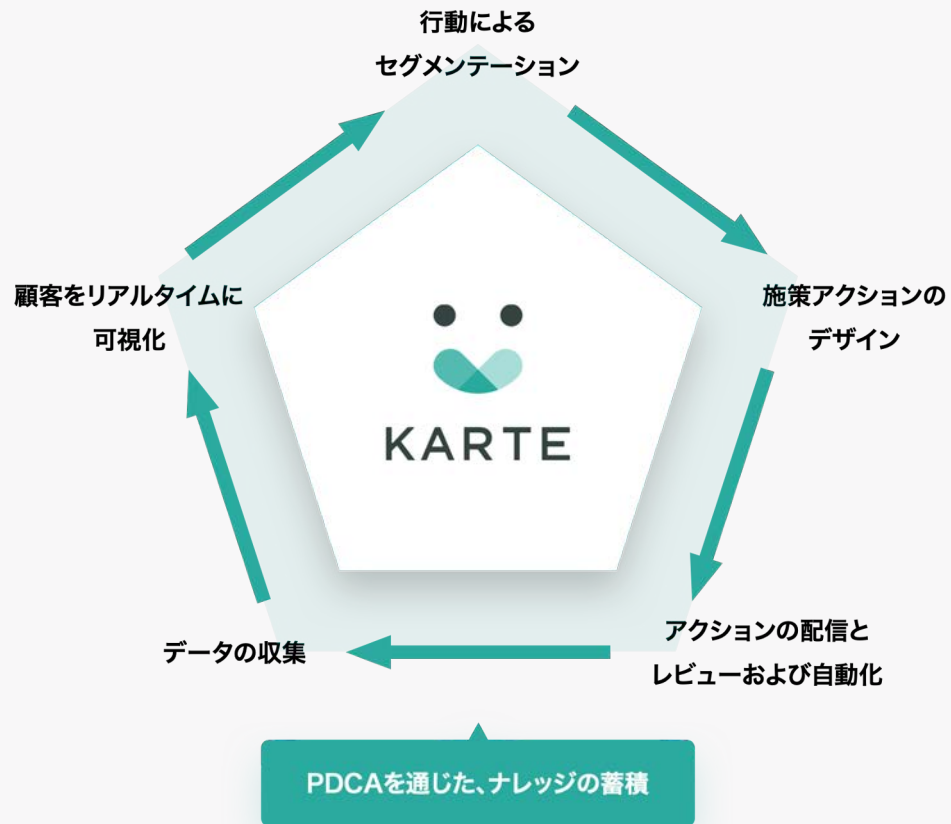 行動による
セグメンテーション
顧客をリアルタイムに
可視化
施策アクションの
デザイン
KARTE
アクションの配信と
レビューおよび自動化
データの収集
PDCAを通じた、ナレッジの蓄積